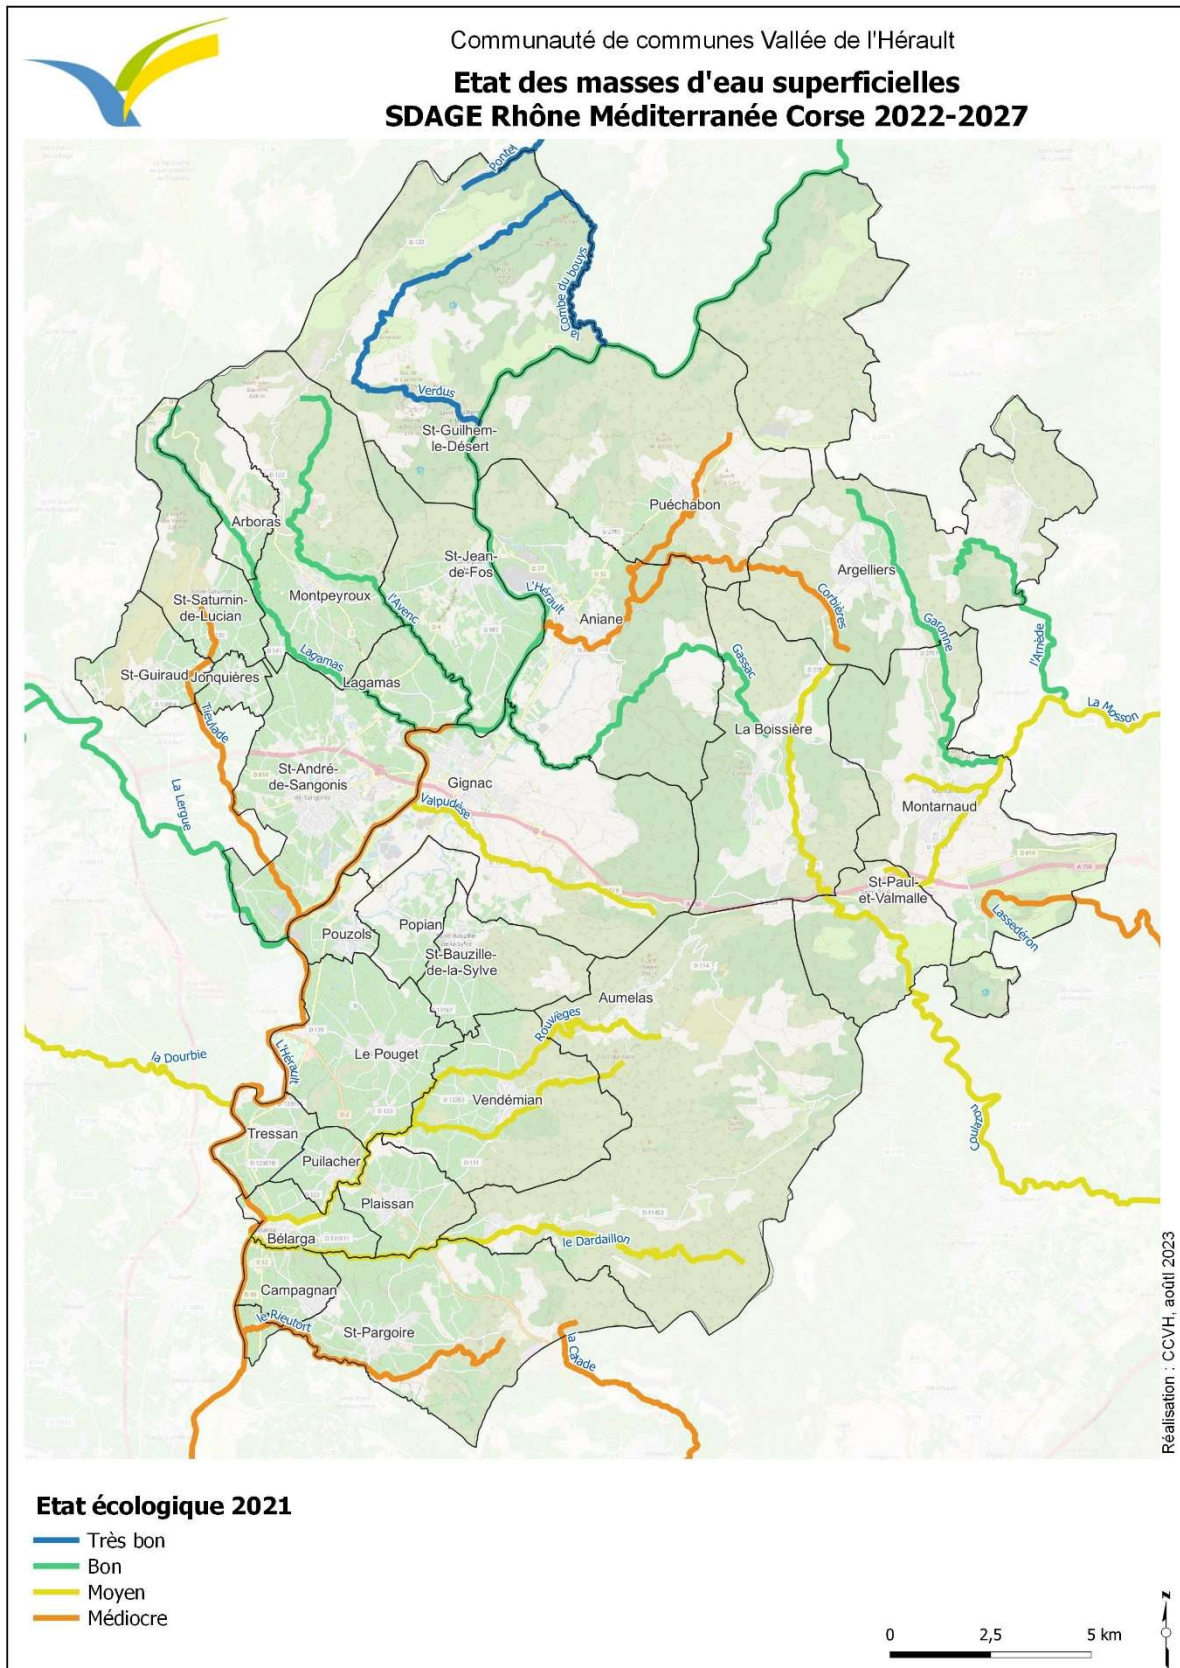 Communauté de communes Vallée de l'Hérault
Etat des masses d'eau superficielles
SDAGE Rhône Méditerranée Corse 2022-2027
Pontel
la Combe du bouys
Verdus
St-Guilhem-
le-Désert
Arboras
Puéchabon
St-Jean-
de-Fos
Argelliers
St-Saturnin-
de-Lucian
Montpeyroux
l'Avenc
L'Hérault
Aniane
Corbières
Garonne
l'Arnède
Lagamas
Lagamas
St-Guiraud
Jonquières
Gassac
La Mosson
Tieulade
La Boissière
St-André-
de-Sangonis
Gignac
La Lergue
Valpudèse
Montarnaud
St-Paul-
et-Valmalle
Lassedéron
Popian
Pouzols
St-Bauzille-
de-la-Sylve
Aumelas
Rouvièges
la Dourbie
L'Hérault
Le Pouget
Vendémian
Coulazou
Tressan
Puilacher
Plaissan
Bélarga
le Dardaillon
Campagnan
le Rieutort
St-Pargoire
la Calade
Réalisation : CCVH, aoûtl 2023
Etat écologique 2021
Très bon
Bon
Moyen
Médiocre
0 2,5 5 km
z